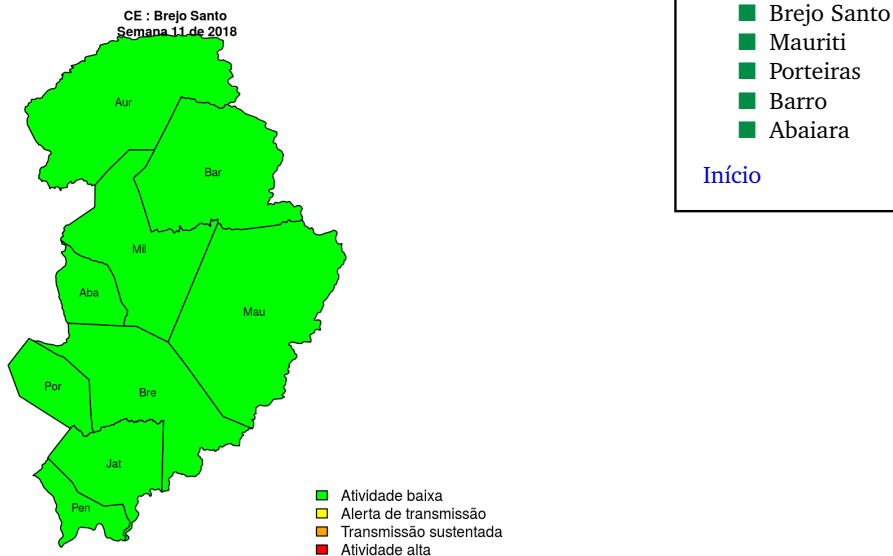 CE : Brejo Santo
Semana 11 de 2018
Aur
Bar
Mil
Aba
Mau
Por
Bre
Jat
Pen
Atividade baixa
Alerta de transmissão
Transmissão sustentada
Atividade alta
Brejo Santo
Mauriti
Porteiras
Barro
Abaiara
Início